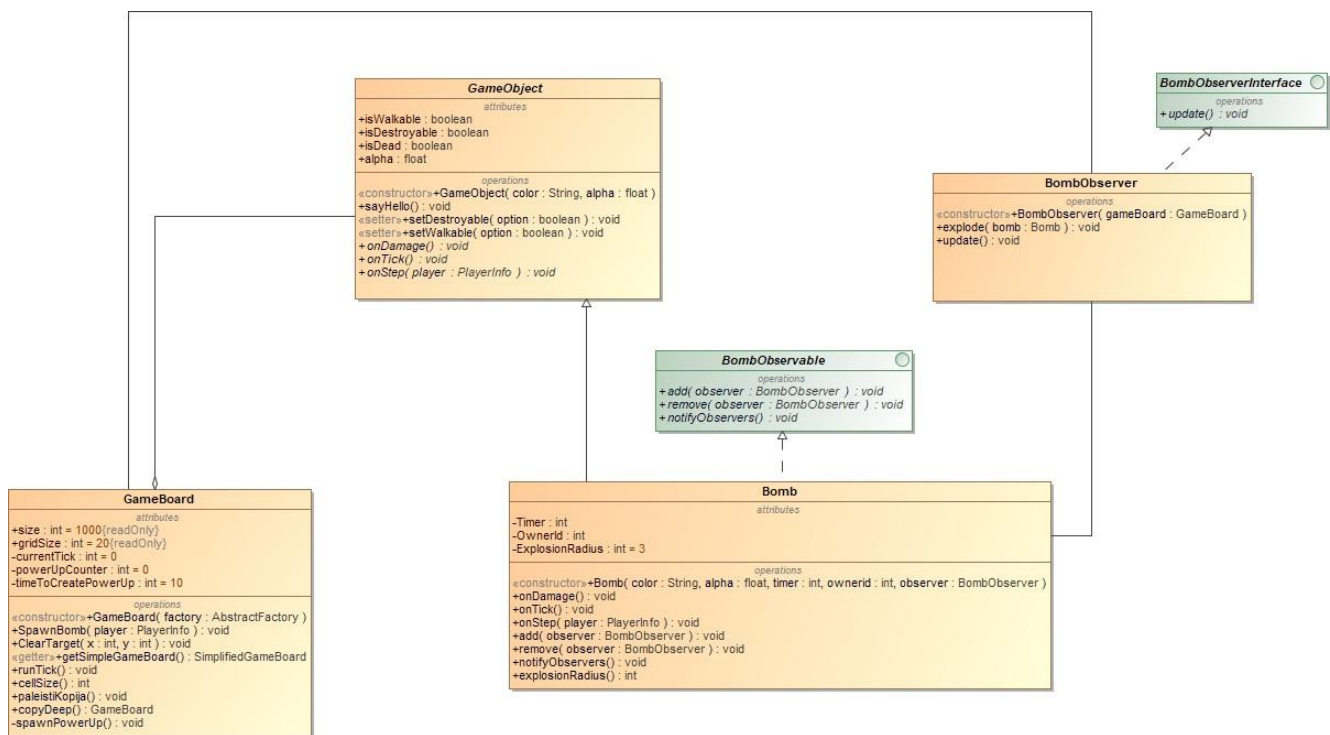 GameObject
attributes
+isWalkable : boolean
+isDestroyable : boolean
+isDead : boolean
+alpha : float
operations
«constructor»+GameObject( color : String, alpha : float )
+sayHello() : void
«setter»+setDestroyable( option : boolean ) : void
«setter»+setWalkable( option : boolean ) : void
+onDamage() : void
+onTick() : void
+onStep( player : PlayerInfo ) : void
BombObserverInterface
operations
+update() : void
BombObserver
operations
«constructor»+BombObserver( gameBoard : GameBoard )
+explode( bomb : Bomb ) : void
+update() : void
BombObservable
operations
+add( observer : BombObserver ) : void
+remove( observer : BombObserver ) : void
+notifyObservers() : void
GameBoard
attributes
+size : int = 1000{readOnly}
+gridSize : int = 20{readOnly}
-currentTick : int = 0
-powerUpCounter : int = 0
-timeToCreatePowerUp : int = 10
operations
«constructor»+GameBoard( factory : AbstractFactory )
+SpawnBomb( player : PlayerInfo ) : void
+ClearTarget( x : int, y : int ) : void
«getter»+getSimpleGameBoard() : SimplifiedGameBoard
+runTick() : void
+cellSize() : int
+paleistiKopija() : void
+copyDeep() : GameBoard
-spawnPowerUp() : void
Bomb
attributes
-Timer : int
-OwnerId : int
-ExplosionRadius : int = 3
operations
«constructor»+Bomb( color : String, alpha : float, timer : int, ownerid : int, observer : BombObserver )
+onDamage() : void
+onTick() : void
+onStep( player : PlayerInfo ) : void
+add( observer : BombObserver ) : void
+remove( observer : BombObserver ) : void
+notifyObservers() : void
+explosionRadius() : int